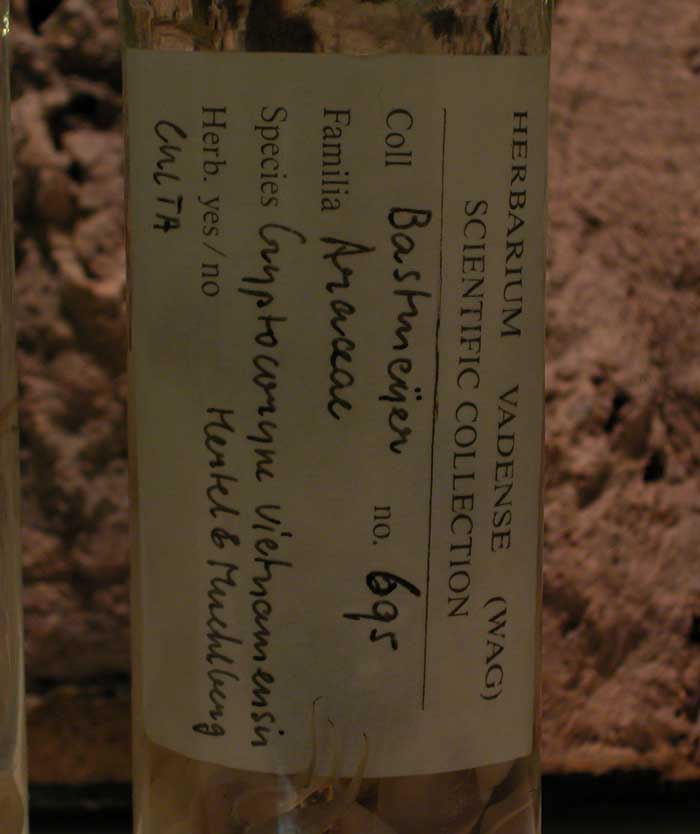 HERBARIUM VADENSE (WAG)
SCIENTIFIC COLLECTION
Coll Bastmeijer no. 695
Familia Araceae
Species Cryptocoryne vietnamensis
Hertel & Muehlberg
Herb. yes / no
CULTA